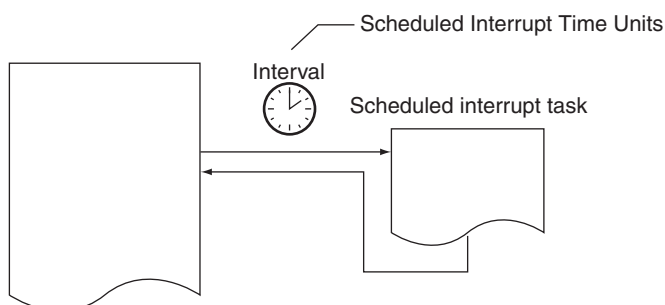 Scheduled Interrupt Time Units
Interval
Scheduled interrupt task